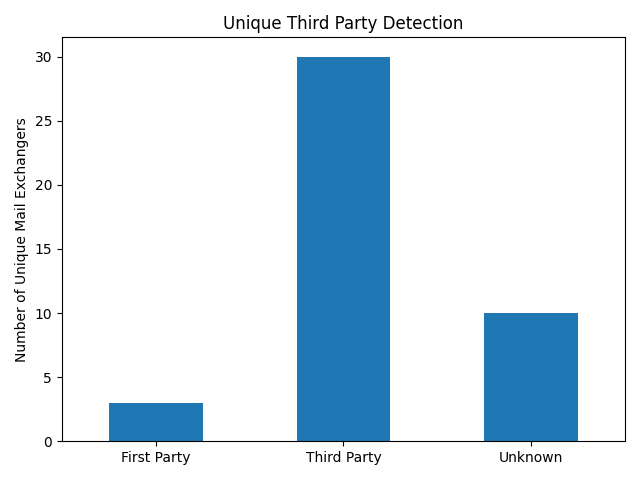 Unique Third Party Detection
Number of Unique Mail Exchangers
30
25
20
15
10
5
0
First Party
Third Party
Unknown